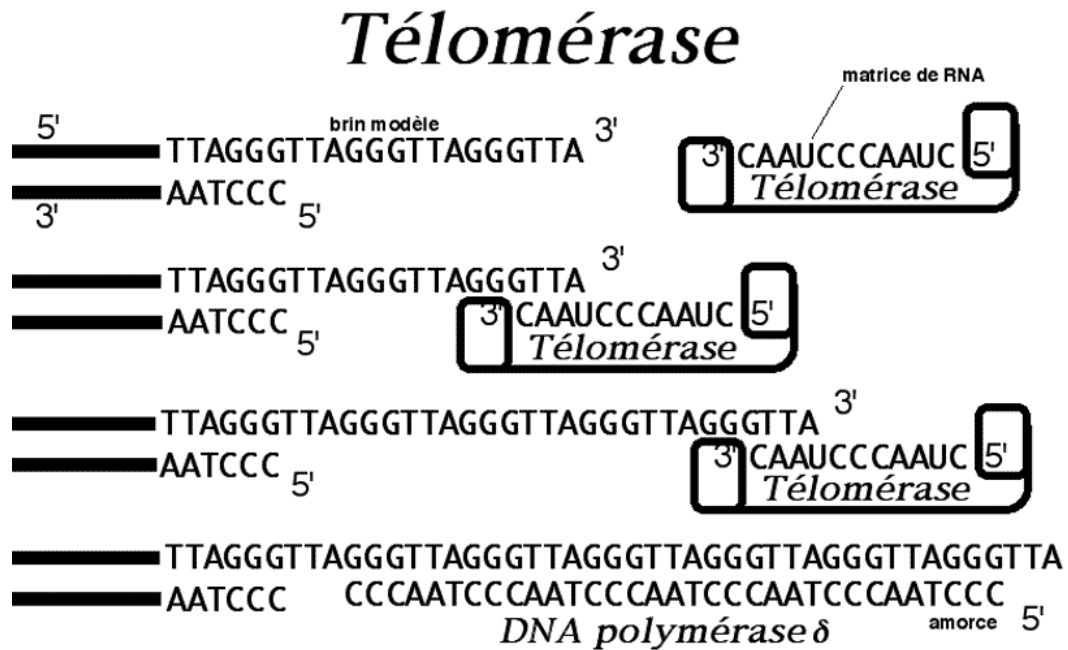 Télomérase
matrice de RNA
5' brin modèle 3'
TTAGGGTTAGGGTTAGGGTTA
3' CAAUCCCAAUC 5'
AATCCC
Télomérase
3' 5'
3'
TTAGGGTTAGGGTTAGGGTTA
AATCCC
3' CAAUCCCAAUC 5'
5'
Télomérase
3'
TTAGGGTTAGGGTTAGGGTTAGGGTTAGGGTTA
AATCCC
3' CAAUCCCAAUC 5'
5'
Télomérase
TTAGGGTTAGGGTTAGGGTTAGGGTTAGGGTTAGGGTTAGGGTTA
AATCCC CCCAATCCCAATCCCAATCCCAATCCCAATCCC
DNA polymérase δ amorce 5'